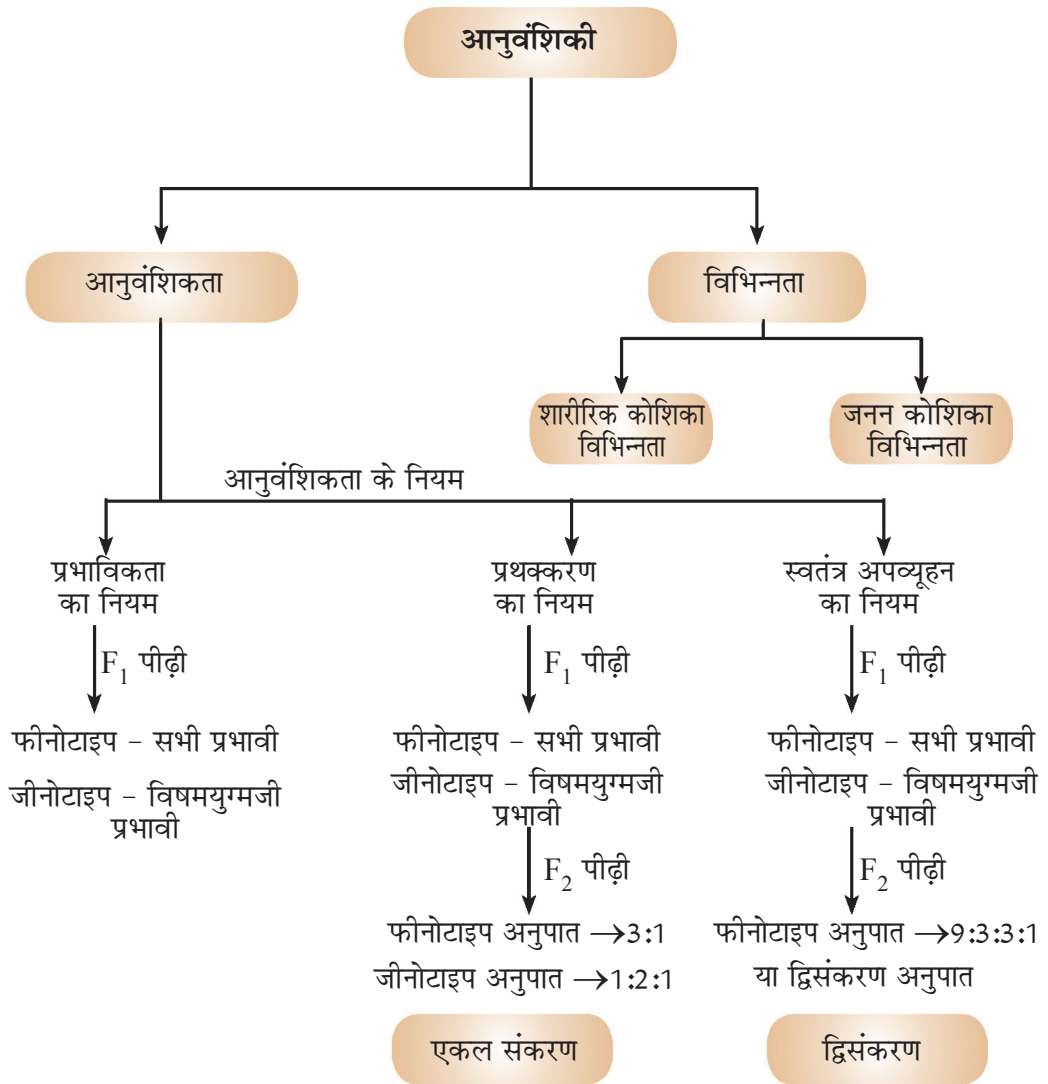 आनुवंशिकी
आनुवंशिकता
विभिन्नता
शारीरिक कोशिका
विभिन्नता
जनन कोशिका
विभिन्नता
आनुवंशिकता के नियम
प्रभाविकता
का नियम
F₁ पीढ़ी
फीनोटाइप – सभी प्रभावी
जीनोटाइप – विषमयुग्मजी
प्रभावी
प्रथक्करण
का नियम
F₁ पीढ़ी
फीनोटाइप – सभी प्रभावी
जीनोटाइप – विषमयुग्मजी
प्रभावी
F₂ पीढ़ी
फीनोटाइप अनुपात →3:1
जीनोटाइप अनुपात →1:2:1
एकल संकरण
स्वतंत्र अपव्यूहन
का नियम
F₁ पीढ़ी
फीनोटाइप – सभी प्रभावी
जीनोटाइप – विषमयुग्मजी
प्रभावी
F₂ पीढ़ी
फीनोटाइप अनुपात →9:3:3:1
या द्विसंकरण अनुपात
द्विसंकरण